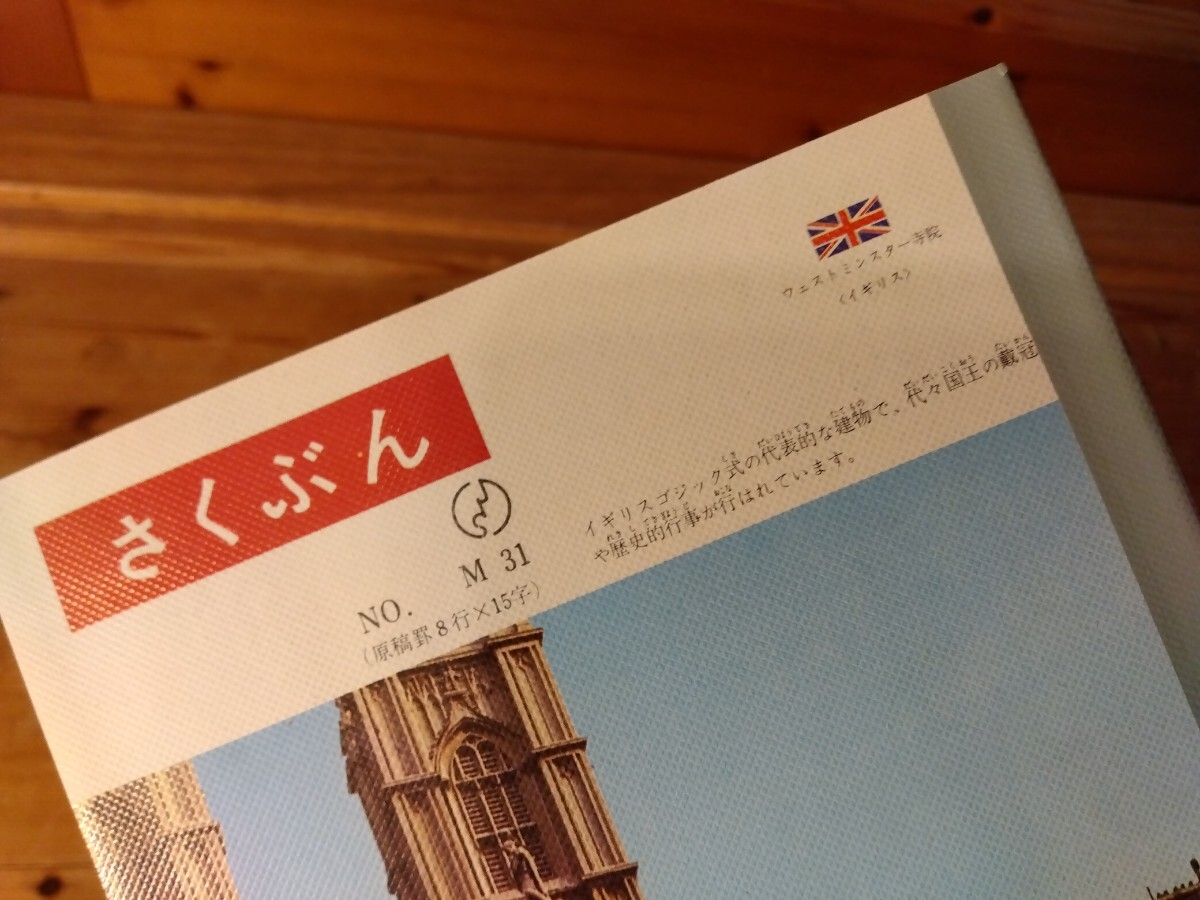 ウェストミンスター寺院
〈イギリス〉
さくぶん
NO. M 31
(原稿罫8行×15字)
イギリスゴジック式の代表的な建物で、代々国王の戴冠
や歴史的行事が行はれています。